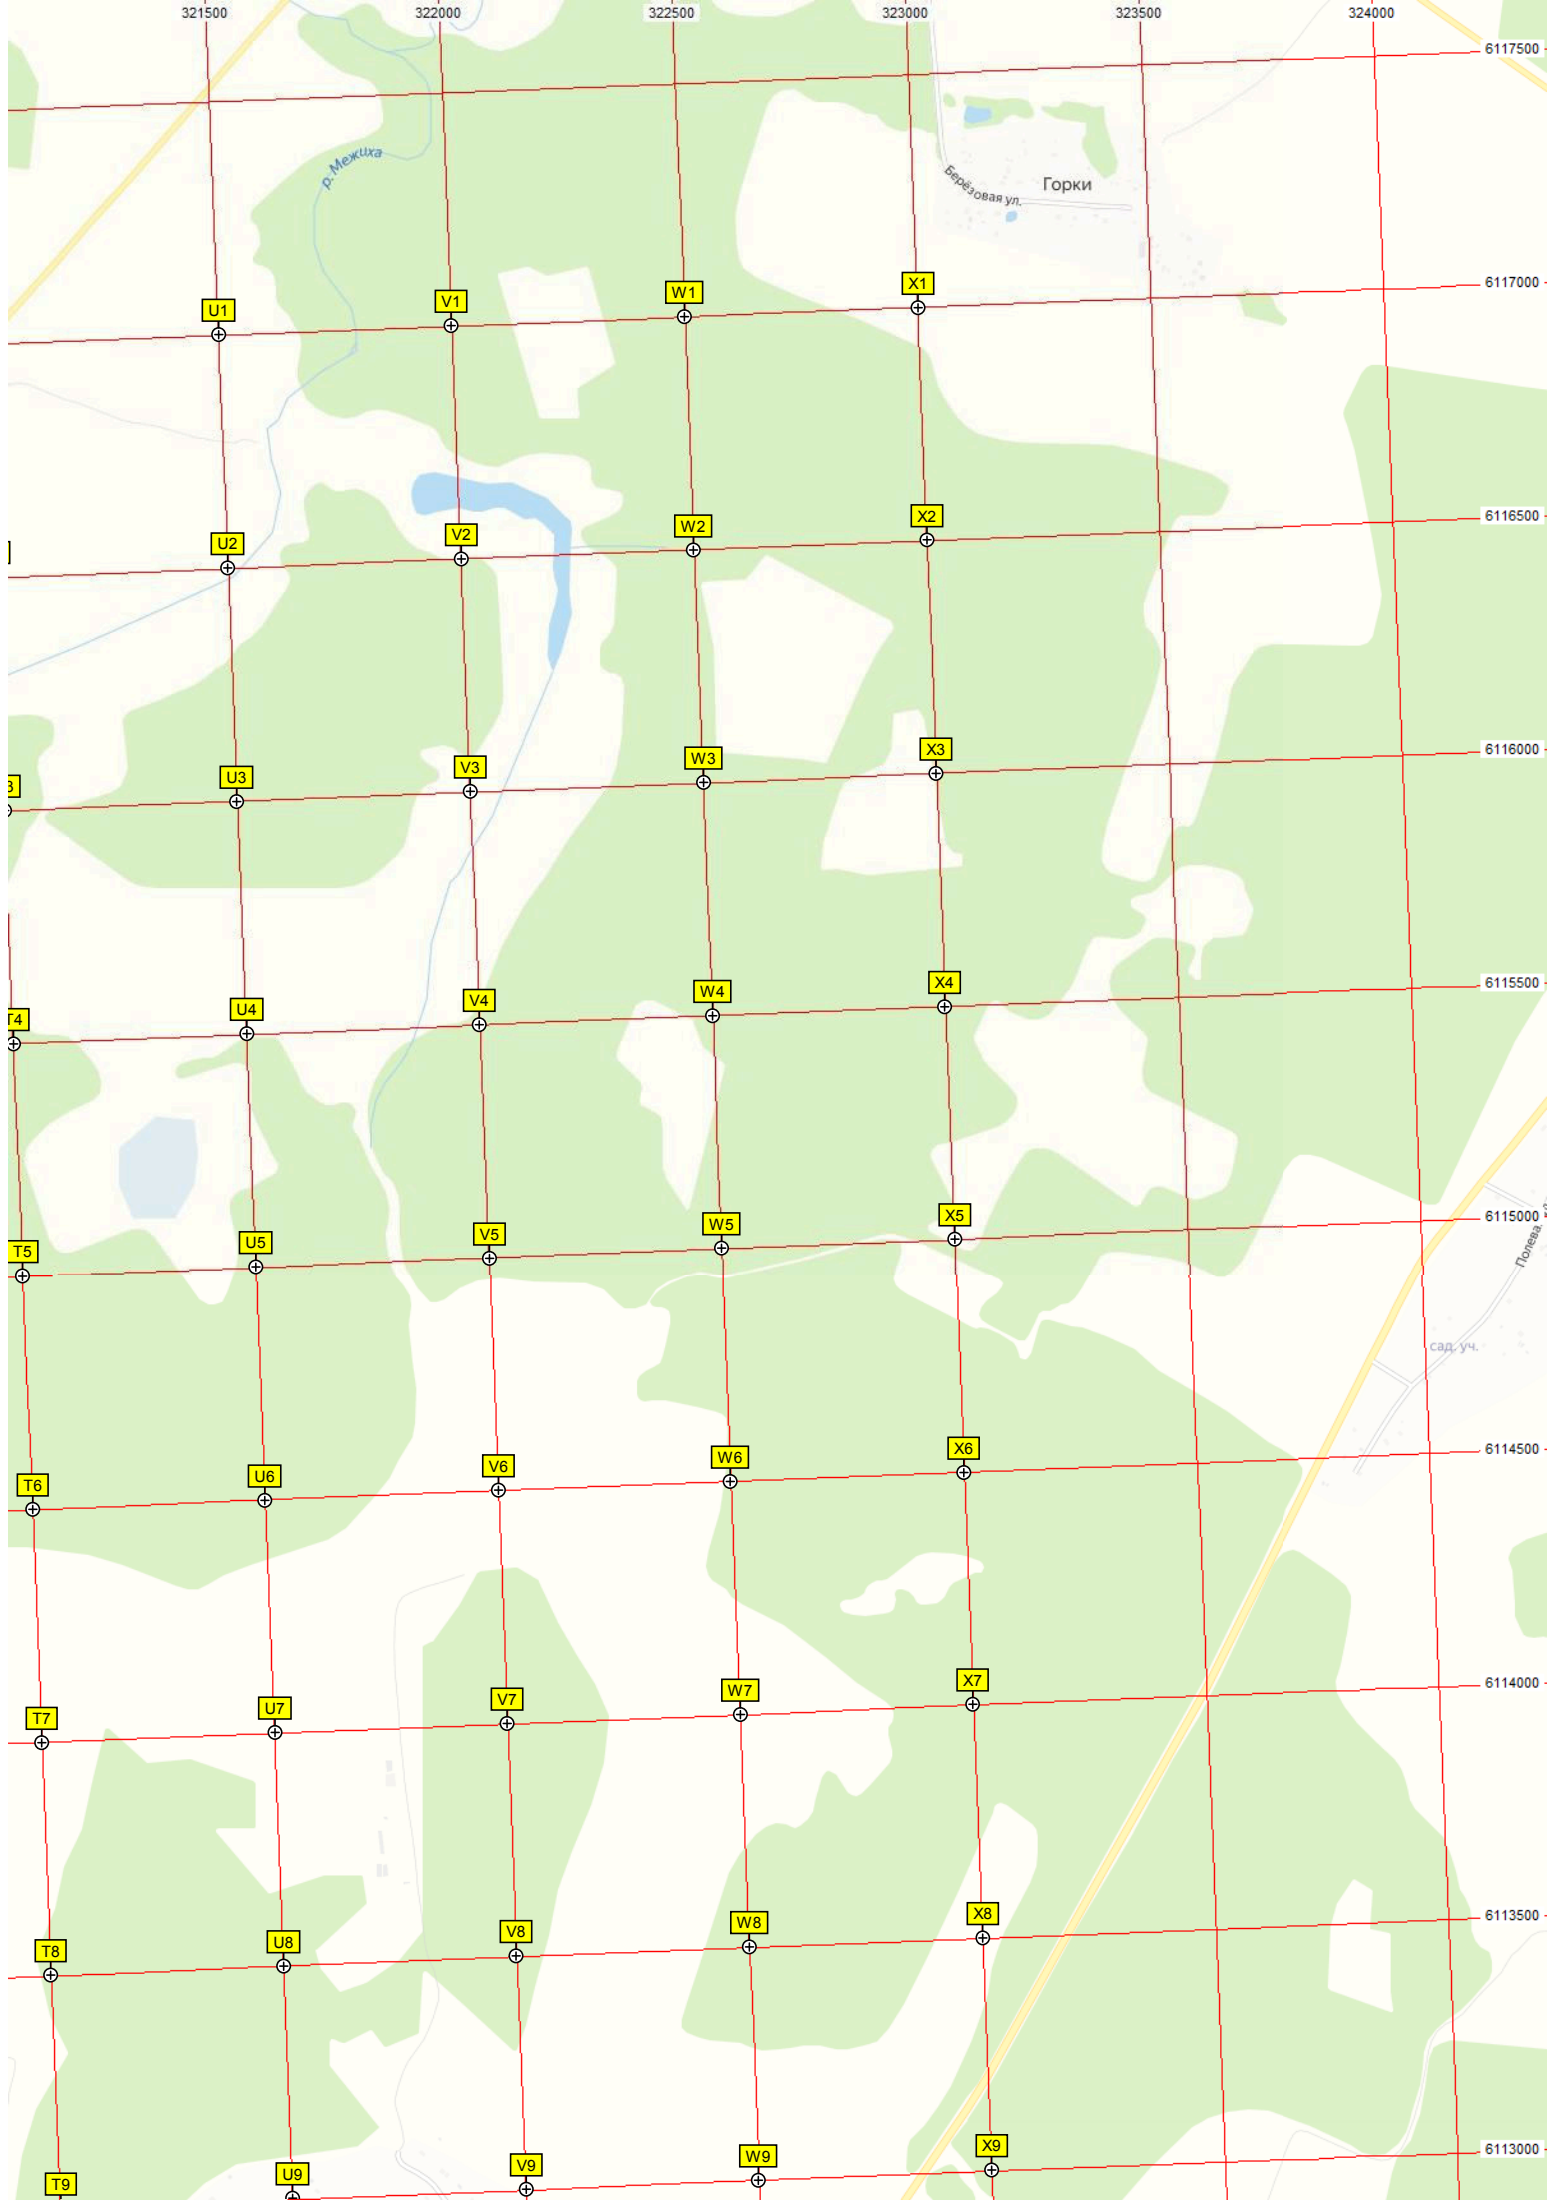 321500 322000 322500 323000 323500 324000
6117500
р. Межиха
Берёзовая ул.
Горки
6117000
U1 V1 W1 X1
6116500
U2 V2 W2 X2
6116000
3 U3 V3 W3 X3
6115500
T4 U4 V4 W4 X4
6115000
T5 U5 V5 W5 X5
Полева
сад. уч.
6114500
T6 U6 V6 W6 X6
6114000
T7 U7 V7 W7 X7
6113500
T8 U8 V8 W8 X8
6113000
T9 U9 V9 W9 X9